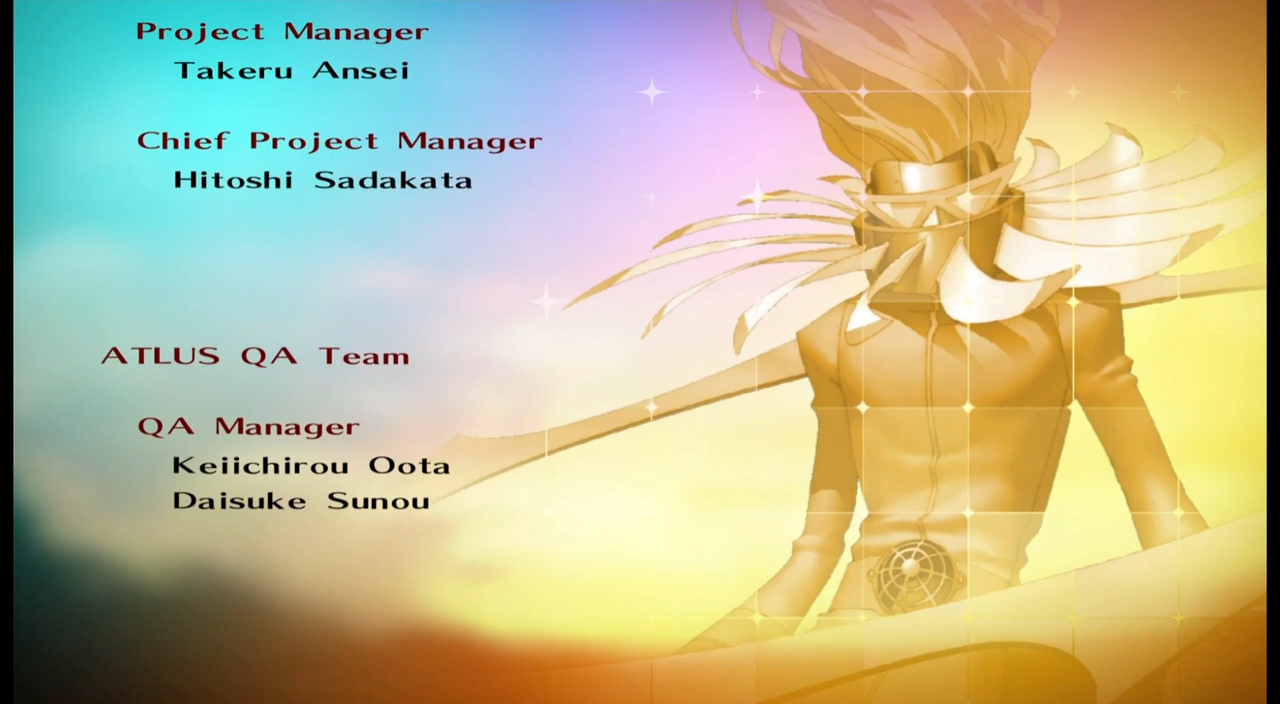 Project Manager
Takeru Ansei
Chief Project Manager
Hitoshi Sadakata
ATLUS QA Team
QA Manager
Keiichirou Oota
Daisuke Sunou